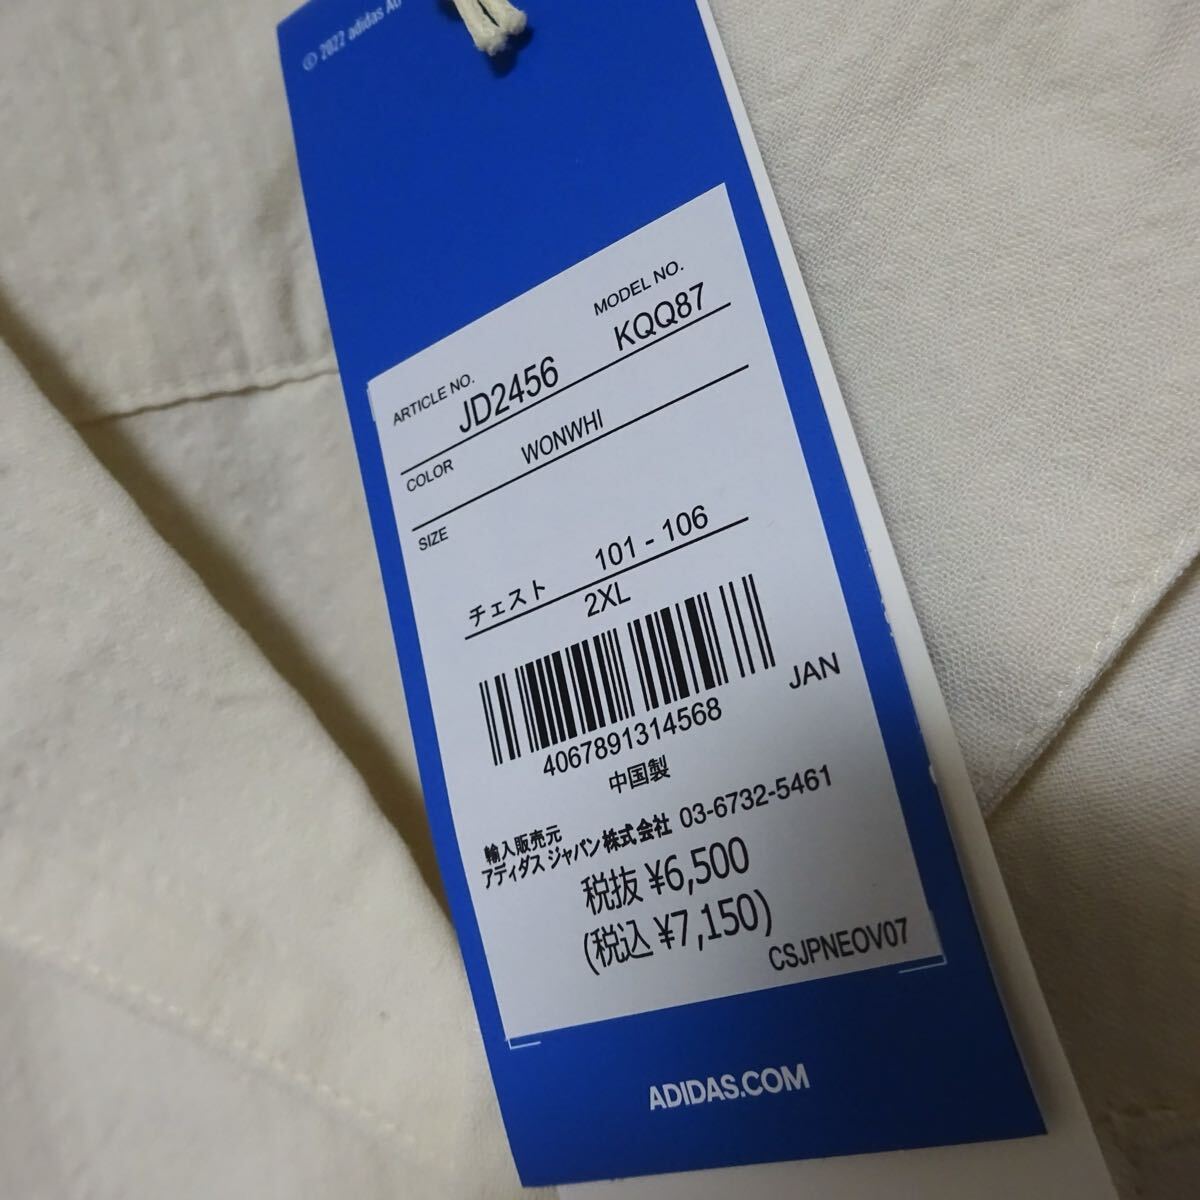 © 2022 adidas AG
ARTICLE NO. MODEL NO.
JD2456 KQQ87
COLOR WONWHI
SIZE
チェスト 101 - 106
2XL
4067891314568
JAN
中国製
輸入販売元
アディダス ジャパン株式会社 03-6732-5461
税抜 ¥6,500
(税込 ¥7,150)
CSJPNEOV07
ADIDAS.COM